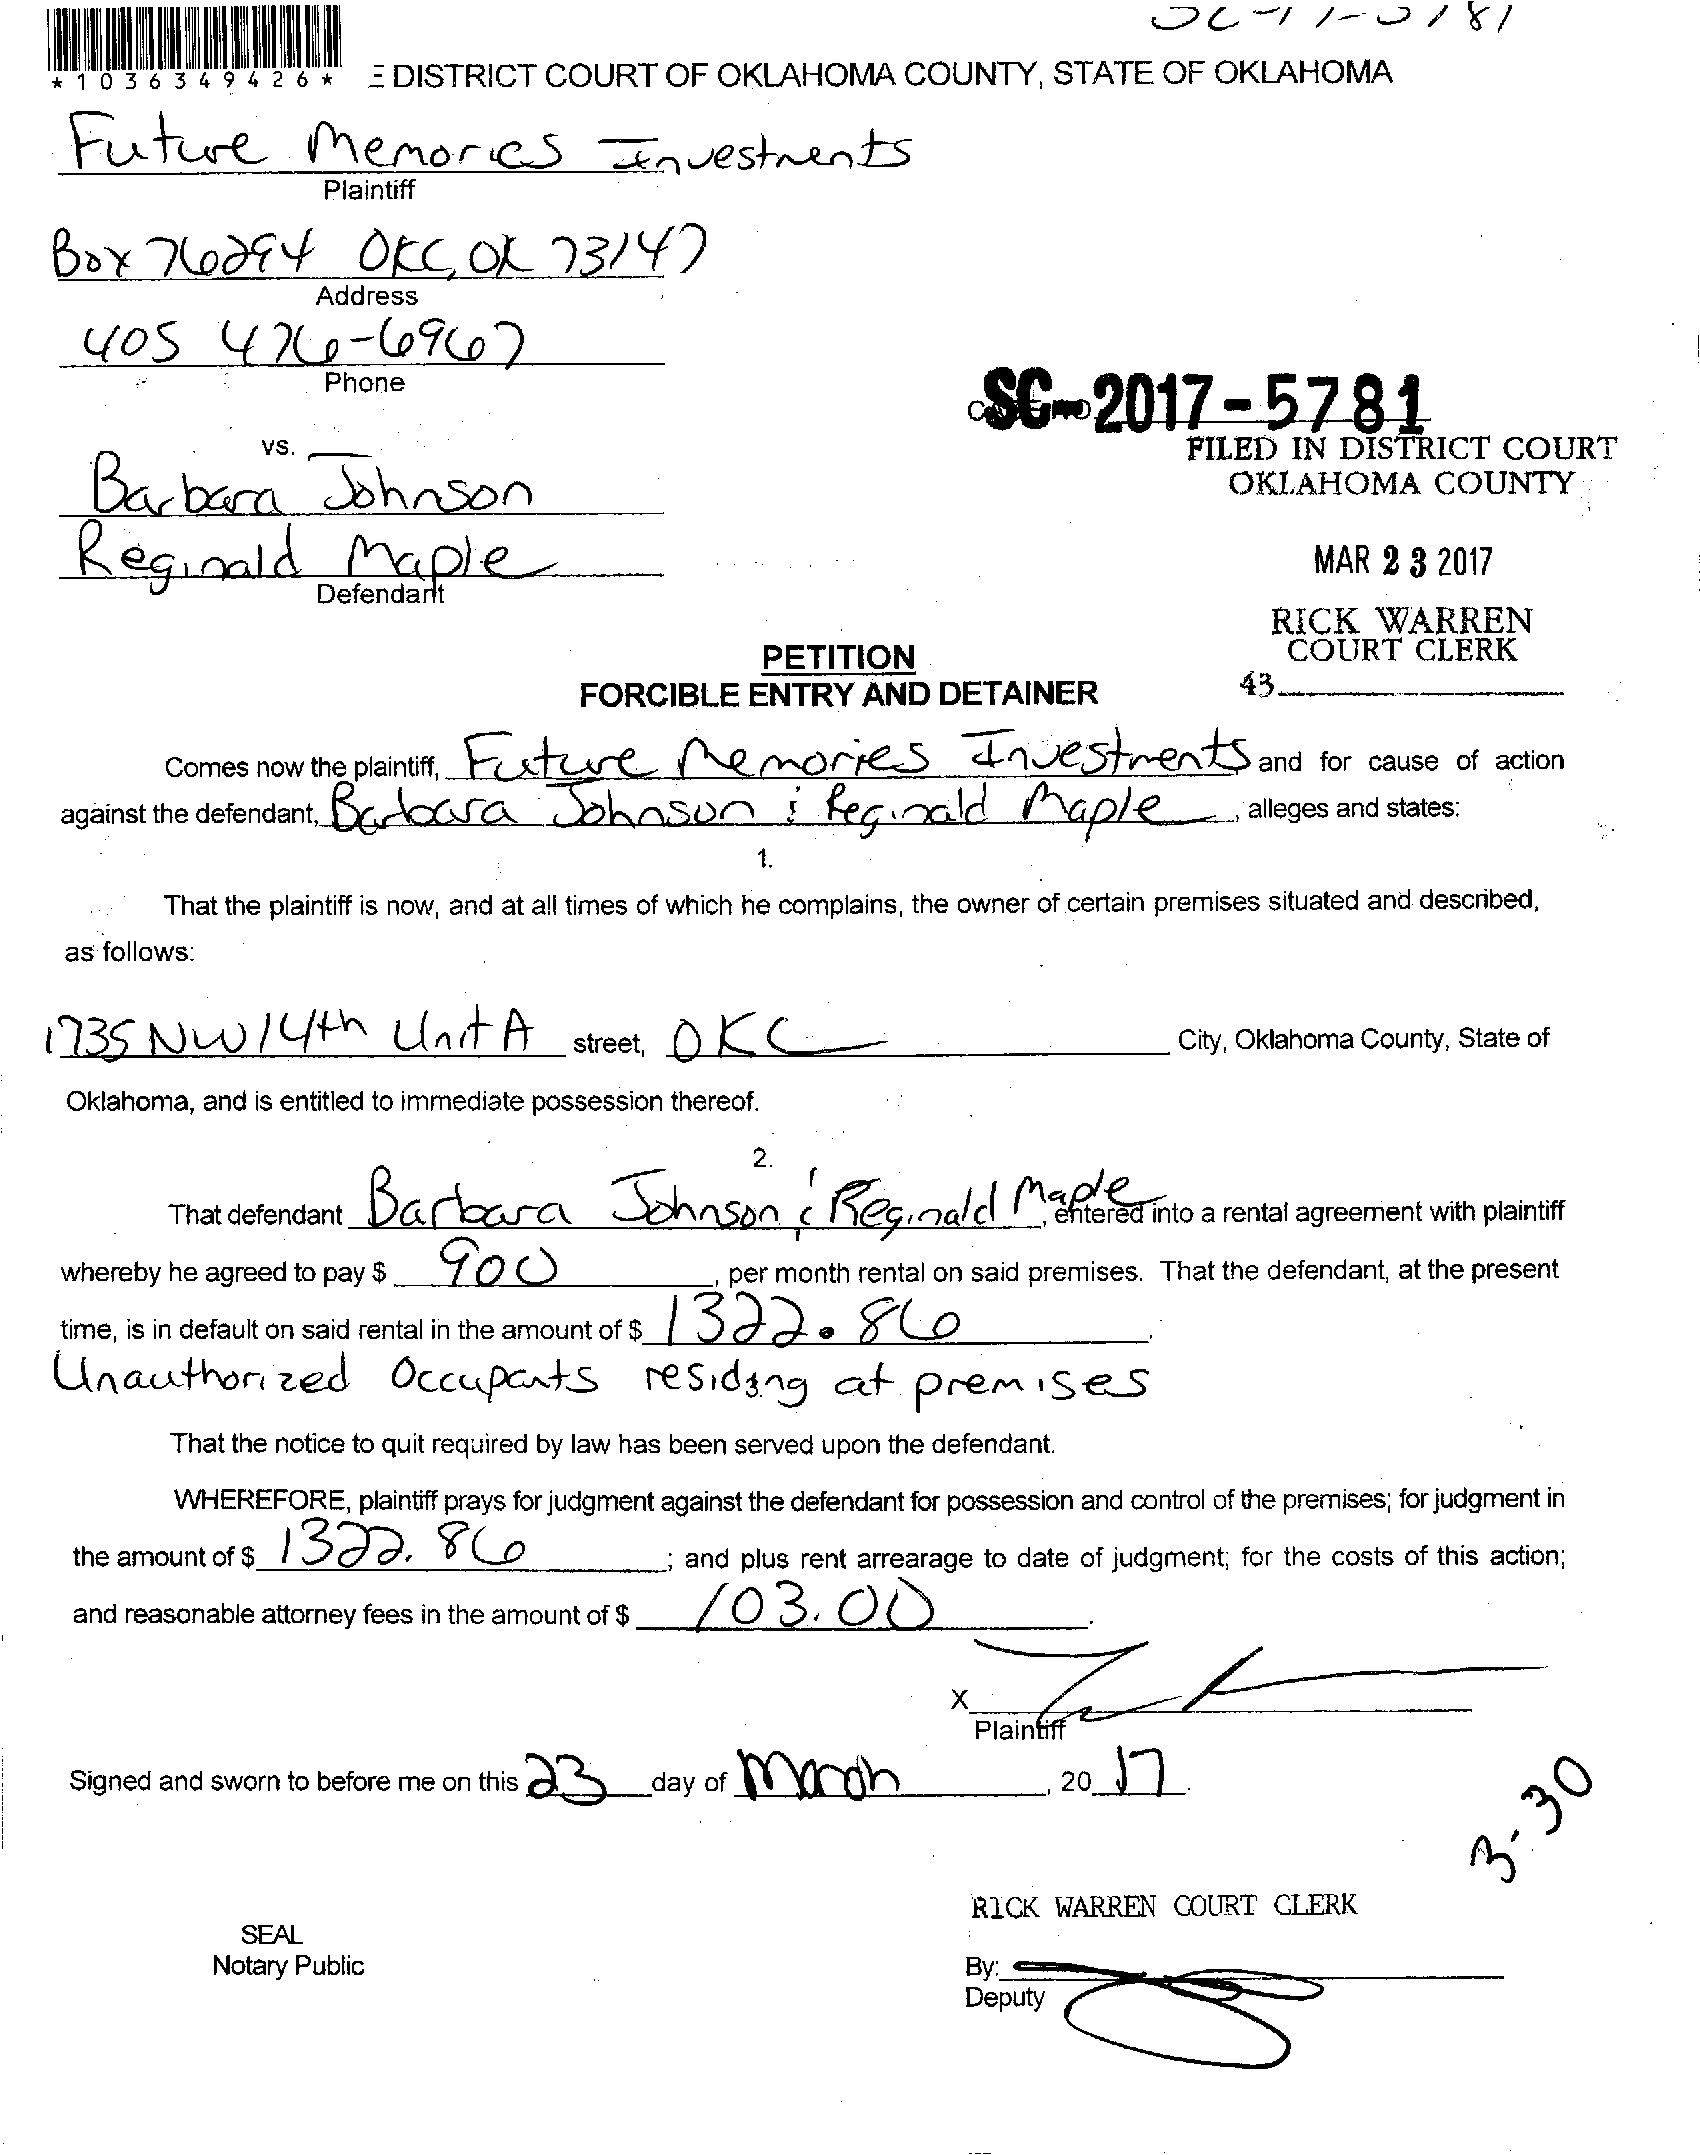 SC-17-5781
*1036349426* E DISTRICT COURT OF OKLAHOMA COUNTY, STATE OF OKLAHOMA
Future Memories Investments
Plaintiff
Box 76294 OKC, OK 73147
Address
405 476-6967
Phone
SC-2017-5781
vs.
FILED IN DISTRICT COURT
OKLAHOMA COUNTY
Barbara Johnson
Reginald Maple
Defendant
MAR 23 2017
RICK WARREN
COURT CLERK
43
PETITION
FORCIBLE ENTRY AND DETAINER
Comes now the plaintiff, Future Memories Investments and for cause of action
against the defendant, Barbara Johnson & Reginald Maple, alleges and states:
1.
That the plaintiff is now, and at all times of which he complains, the owner of certain premises situated and described,
as follows:
1735 NW 14th Unit A street, OKC City, Oklahoma County, State of
Oklahoma, and is entitled to immediate possession thereof.
2.
That defendant Barbara Johnson & Reginald Maple, entered into a rental agreement with plaintiff
whereby he agreed to pay $ 900, per month rental on said premises. That the defendant, at the present
time, is in default on said rental in the amount of $ 1322.86.
Unauthorized Occupants residing at premises
That the notice to quit required by law has been served upon the defendant.
WHEREFORE, plaintiff prays for judgment against the defendant for possession and control of the premises; for judgment in
the amount of $ 1322.86; and plus rent arrearage to date of judgment; for the costs of this action;
and reasonable attorney fees in the amount of $ 103.00.
X
Plaintiff
Signed and sworn to before me on this 23 day of March, 20 17.
3-30
RICK WARREN COURT CLERK
SEAL
Notary Public
By:
Deputy